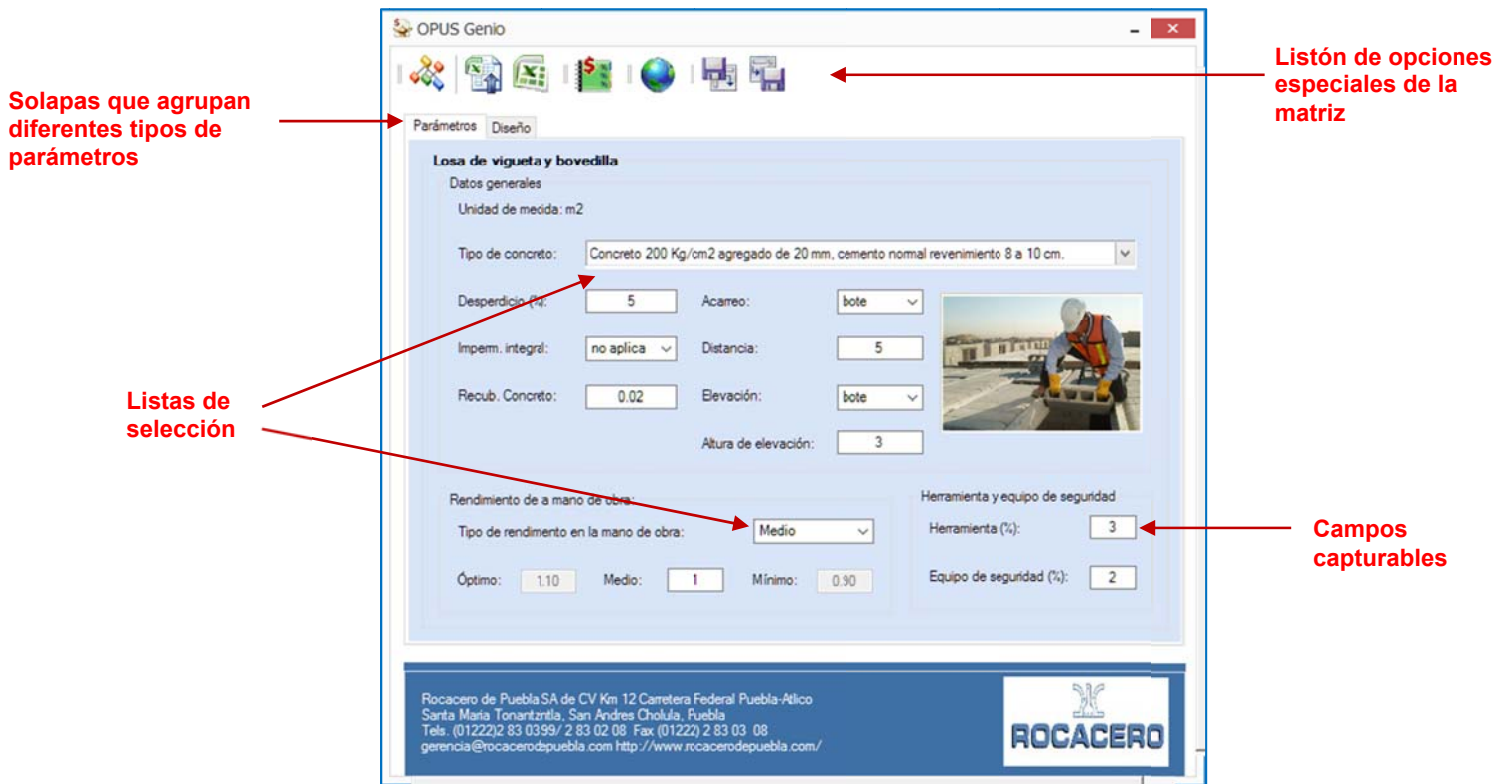 OPUS Genio
Listón de opciones
especiales de la
matriz
Solapas que agrupan
diferentes tipos de
parámetros
Parámetros Diseño
Losa de vigueta y bovedilla
Datos generales
Unidad de medida: m2
Tipo de concreto: Concreto 200 Kg/cm2 agregado de 20 mm, cemento normal revenimiento 8 a 10 cm.
Desperdicio (%): 5 Acarreo: bote
Imperm. integral: no aplica Distancia: 5
Recub. Concreto: 0.02 Elevación: bote
Altura de elevación: 3
Listas de
selección
Rendimiento de a mano de obra: Herramienta y equipo de seguridad
Tipo de rendimento en la mano de obra: Medio Herramienta (%): 3
Óptimo: 1.10 Medio: 1 Mínimo: 0.90 Equipo de seguridad (%): 2
Campos
capturables
Rocacero de Puebla SA de CV Km 12 Carretera Federal Puebla-Atlico
Santa Maria Tonantzntla, San Andres Cholula, Puebla
Tels. (01222)2 83 0399/ 2 83 02 08 Fax (01222) 2 83 03 08
gerencia@rocacerodepuebla.com http://www.rocacerodepuebla.com/
ROCACERO